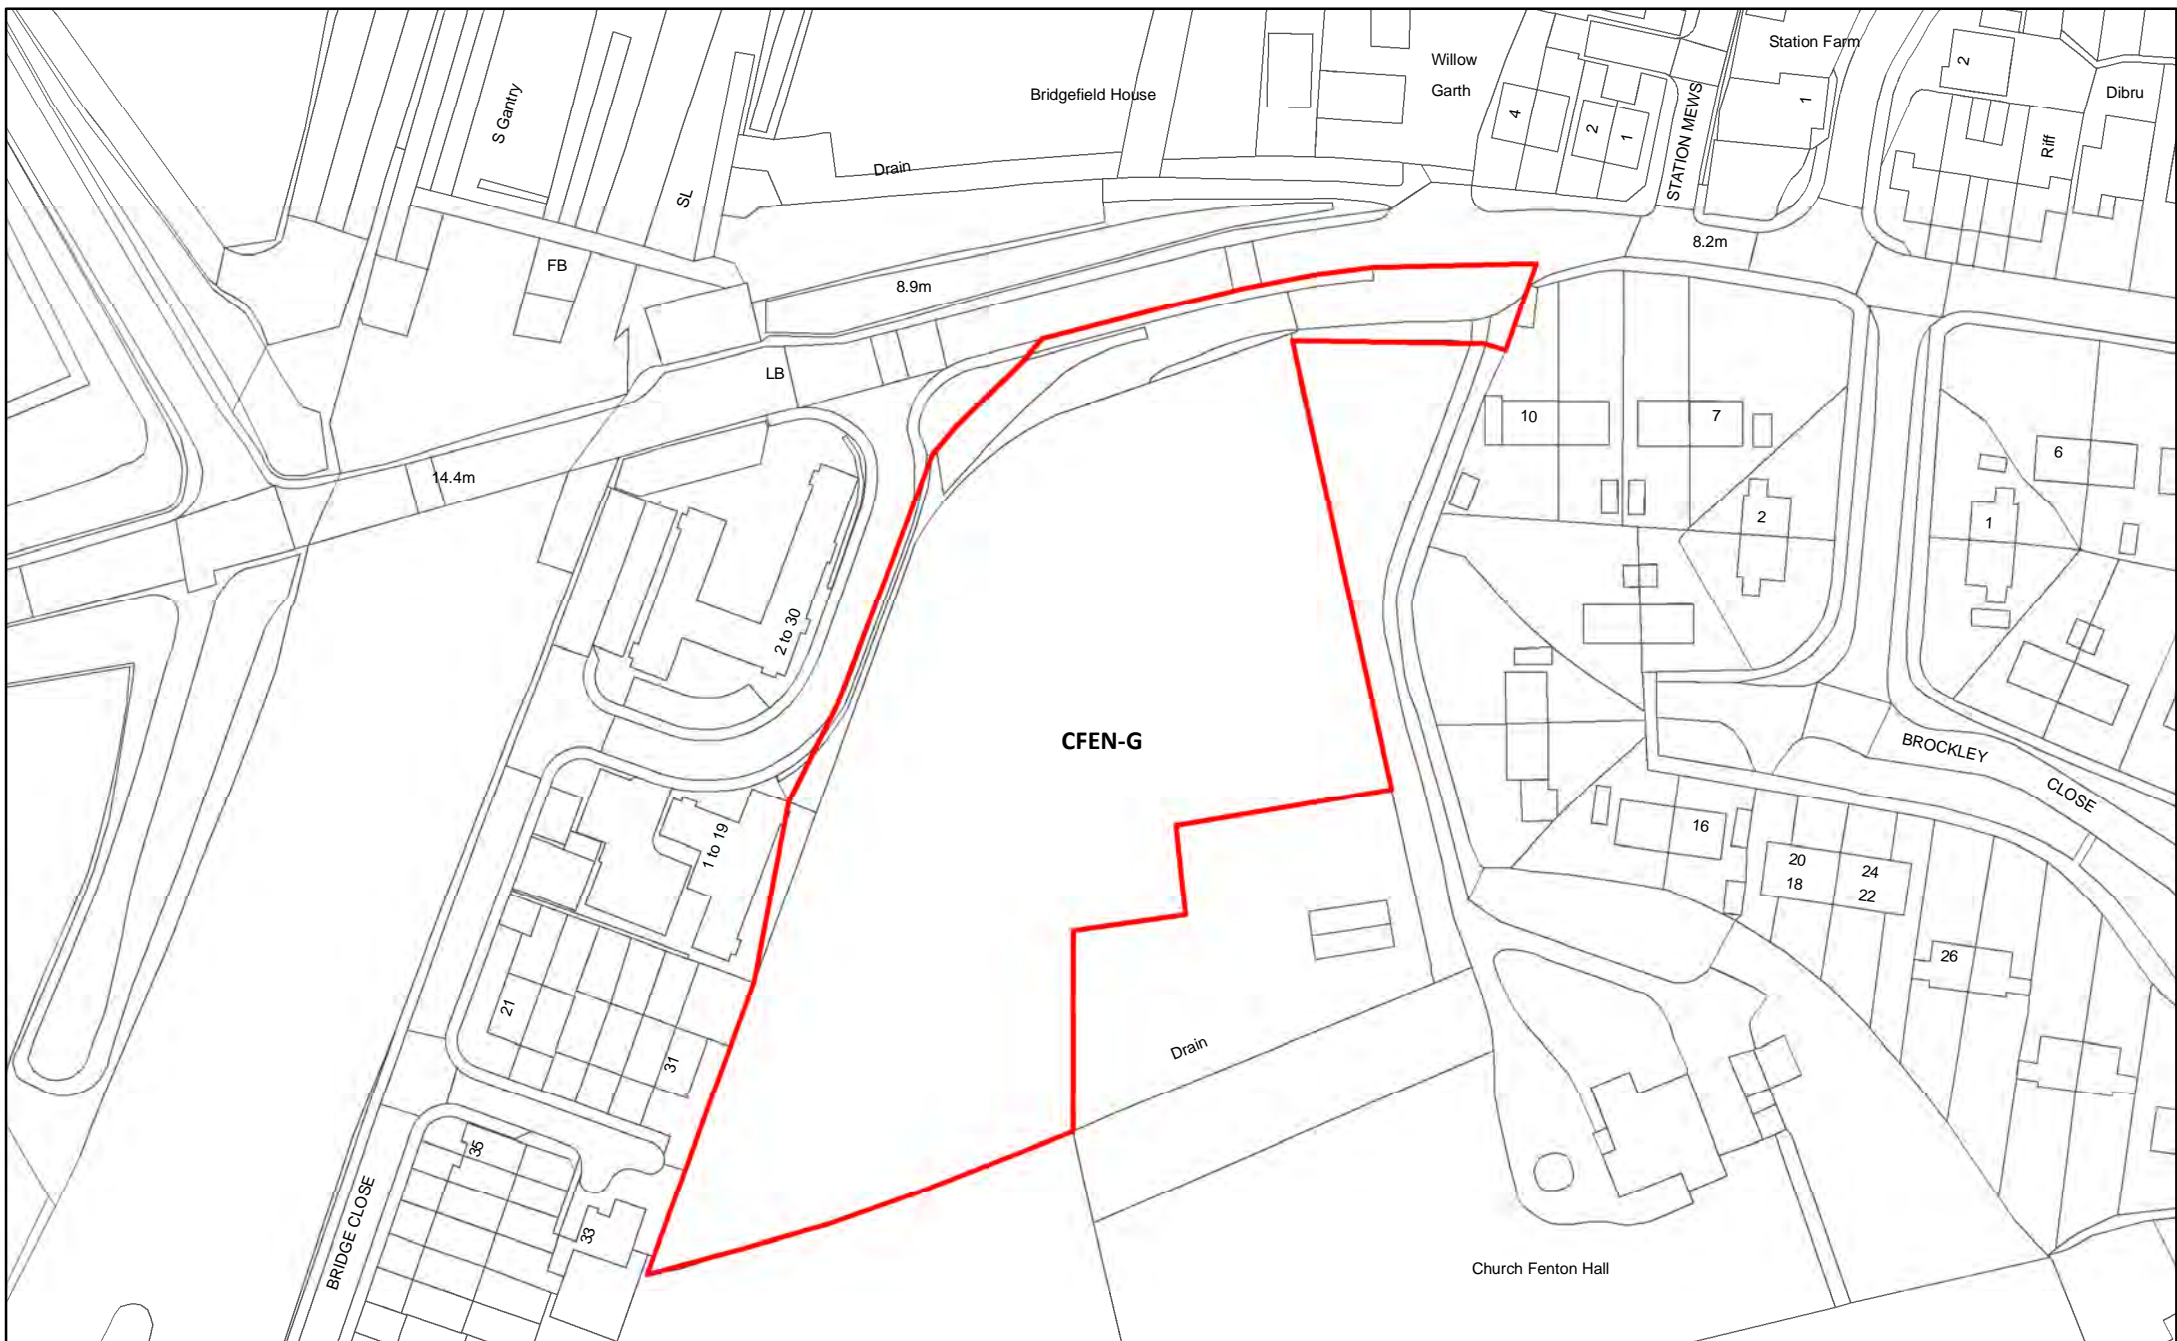 Station Farm
Willow
Garth
Bridgefield House
S Gantry
4
2
1
STATION MEWS
1
2
Dibru
Riff
Drain
SL
8.2m
FB
8.9m
LB
14.4m
10
7
6
2
1
2 to 30
CFEN-G
BROCKLEY
CLOSE
1 to 19
16
20
18
24
22
26
21
31
Drain
35
33
BRIDGE CLOSE
Church Fenton Hall